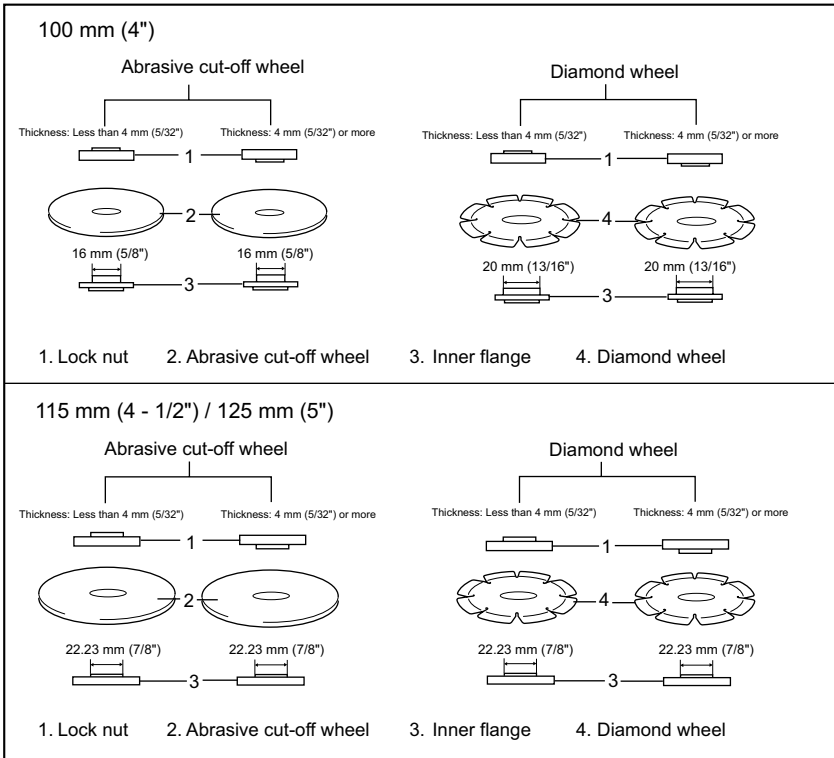 100 mm (4")
Abrasive cut-off wheel
Diamond wheel
Thickness: Less than 4 mm (5/32")
Thickness: 4 mm (5/32") or more
Thickness: Less than 4 mm (5/32")
Thickness: 4 mm (5/32") or more
1
1
2
4
16 mm (5/8")
16 mm (5/8")
20 mm (13/16")
20 mm (13/16")
3
3
1. Lock nut 2. Abrasive cut-off wheel 3. Inner flange 4. Diamond wheel
115 mm (4 - 1/2") / 125 mm (5")
Abrasive cut-off wheel
Diamond wheel
Thickness: Less than 4 mm (5/32")
Thickness: 4 mm (5/32") or more
Thickness: Less than 4 mm (5/32")
Thickness: 4 mm (5/32") or more
1
1
2
4
22.23 mm (7/8")
22.23 mm (7/8")
22.23 mm (7/8")
22.23 mm (7/8")
3
3
1. Lock nut 2. Abrasive cut-off wheel 3. Inner flange 4. Diamond wheel